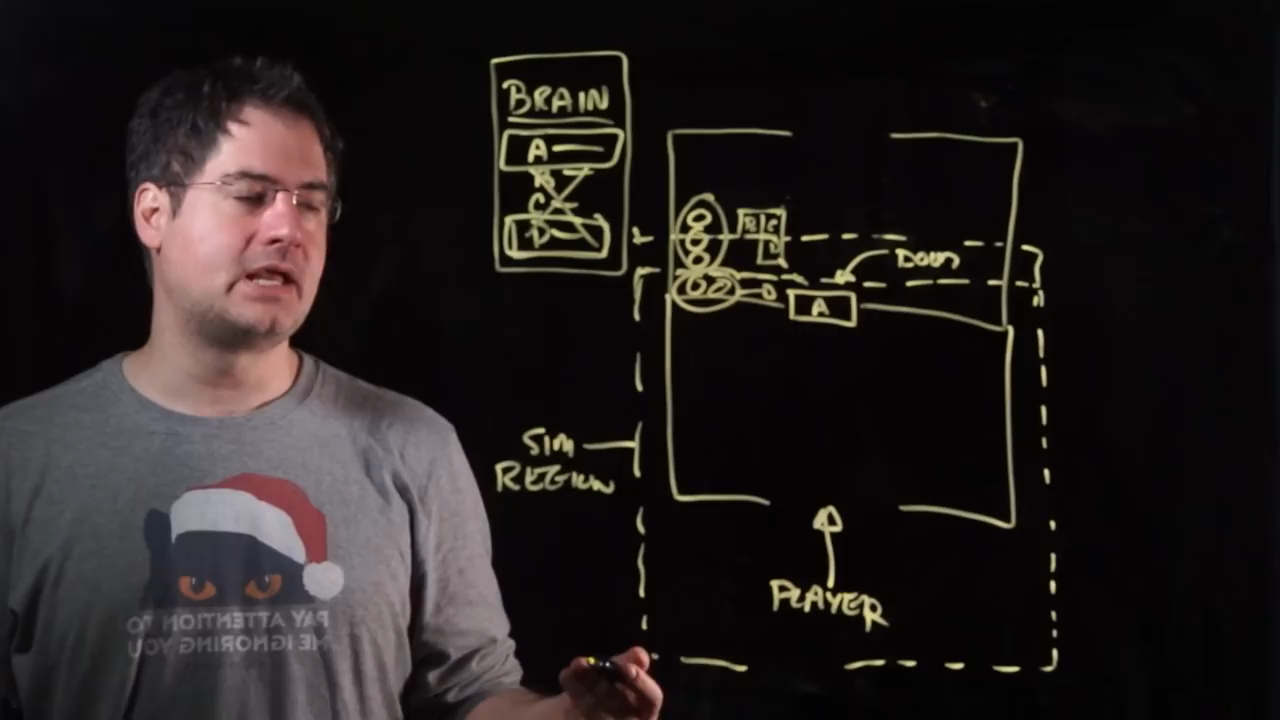 BRAIN
A
B
C
D
B C
D
DOOR
D
A
SIM
REGION
PLAYER
PAY ATTENTION TO
ME IGNORING YOU